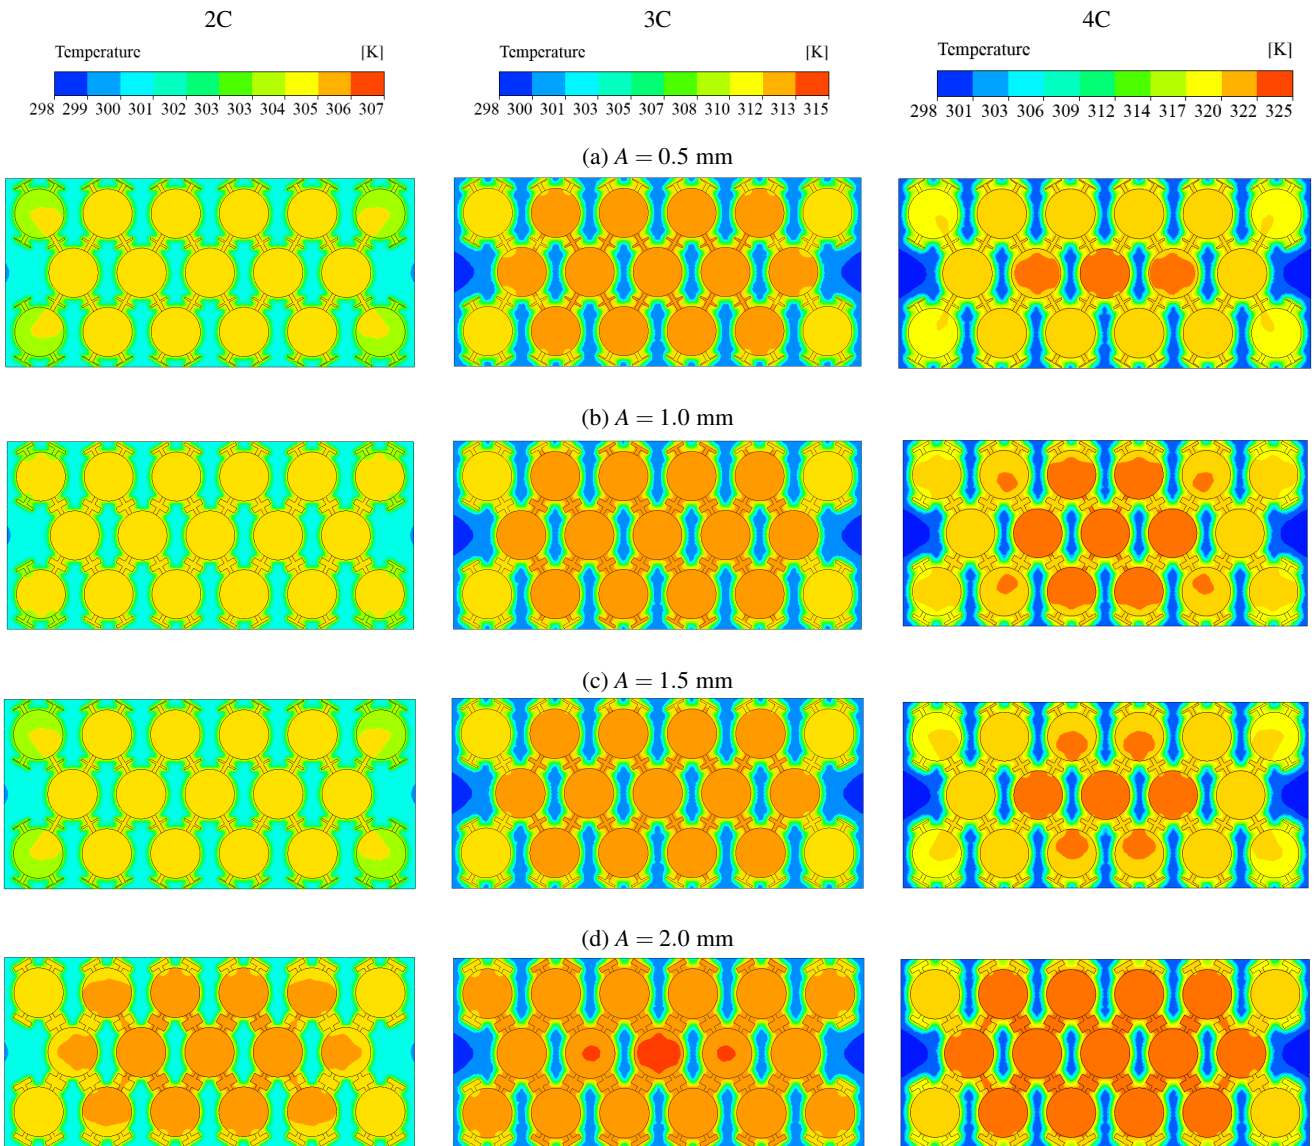 2C 3C 4C
Temperature [K] Temperature [K] Temperature [K]
298 299 300 301 302 303 304 305 306 307 298 300 301 303 305 307 308 310 312 313 315 298 301 303 306 309 312 314 317 320 322 325
(a) A = 0.5 mm
(b) A = 1.0 mm
(c) A = 1.5 mm
(d) A = 2.0 mm